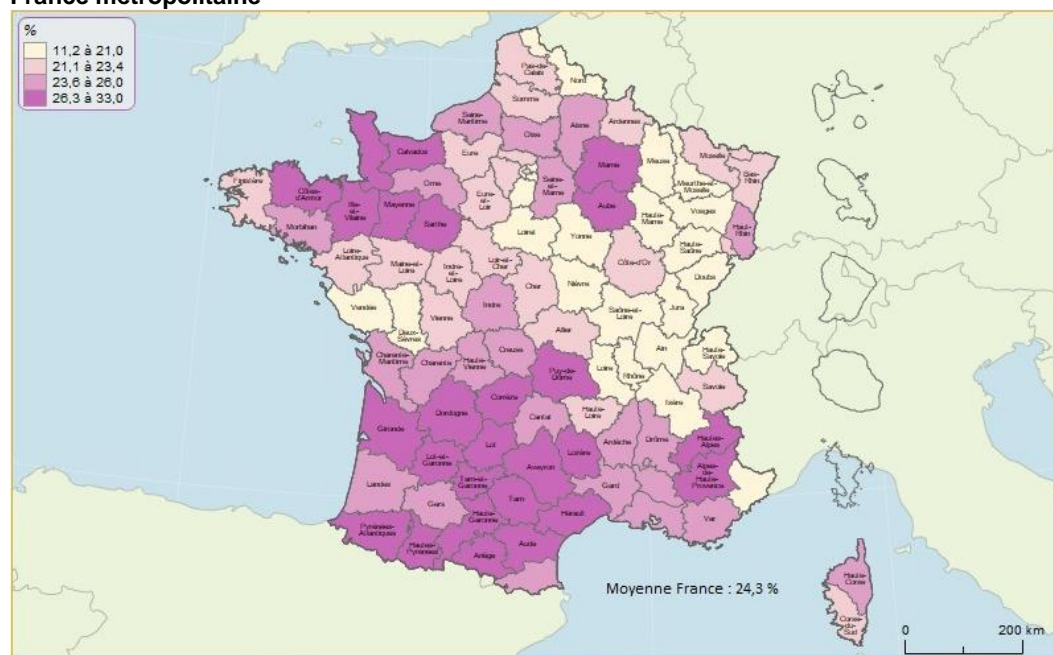 France métropolitaine
%
11,2 à 21,0
21,1 à 23,4
23,6 à 26,0
26,3 à 33,0
Pas-de-
Calais
Nord
Somme
Seine-
Maritime
Oise
Aisne
Ardennes
Calvados
Eure
Marne
Meuse
Moselle
Bas-
Rhin
Meurthe-et-
Moselle
Finistère
Côtes-
d'Armor
Ille-
et-
Vilaine
Mayenne
Orne
Eure-
et-
Loir
Seine-
et-
Marne
Aube
Haute-
Marne
Vosges
Haut-
Rhin
Morbihan
Sarthe
Loiret
Yonne
Haute-
Saône
Loire-
Atlantique
Maine-et-
Loire
Indre-
et-
Loire
Loir-et-
Cher
Cher
Nièvre
Côte-d'Or
Doubs
Jura
Vendée
Deux-
Sèvres
Vienne
Indre
Allier
Saône-et-
Loire
Ain
Haute-
Savoie
Charente-
Maritime
Charente
Haute-
Vienne
Creuse
Puy-de-
Dôme
Loire
Rhône
Isère
Savoie
Gironde
Dordogne
Corrèze
Cantal
Haute-
Loire
Ardèche
Drôme
Hautes-
Alpes
Lot-et-
Garonne
Lot
Aveyron
Lozère
Gard
Alpes-
de-
Haute-
Provence
Landes
Gers
Tarn-et-
Garonne
Tarn
Hérault
Var
Pyrénées-
Atlantiques
Hautes-
Pyrénées
Haute-
Garonne
Ariège
Aude
Moyenne France : 24,3 %
Haute-
Corse
Corse-
du-
Sud
0
200 km